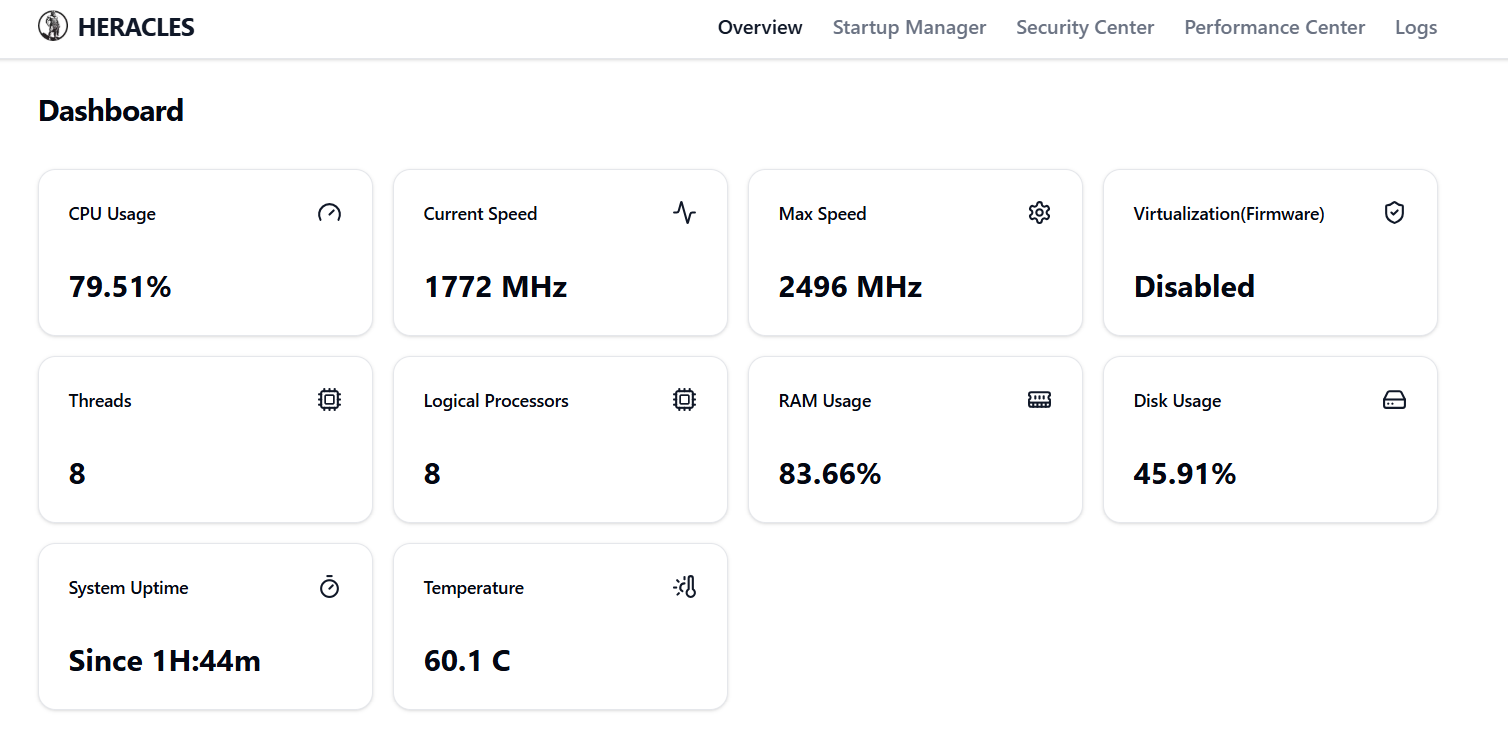 HERACLES
Overview Startup Manager Security Center Performance Center Logs
Dashboard
CPU Usage
79.51%
Current Speed
1772 MHz
Max Speed
2496 MHz
Virtualization(Firmware)
Disabled
Threads
8
Logical Processors
8
RAM Usage
83.66%
Disk Usage
45.91%
System Uptime
Since 1H:44m
Temperature
60.1 C